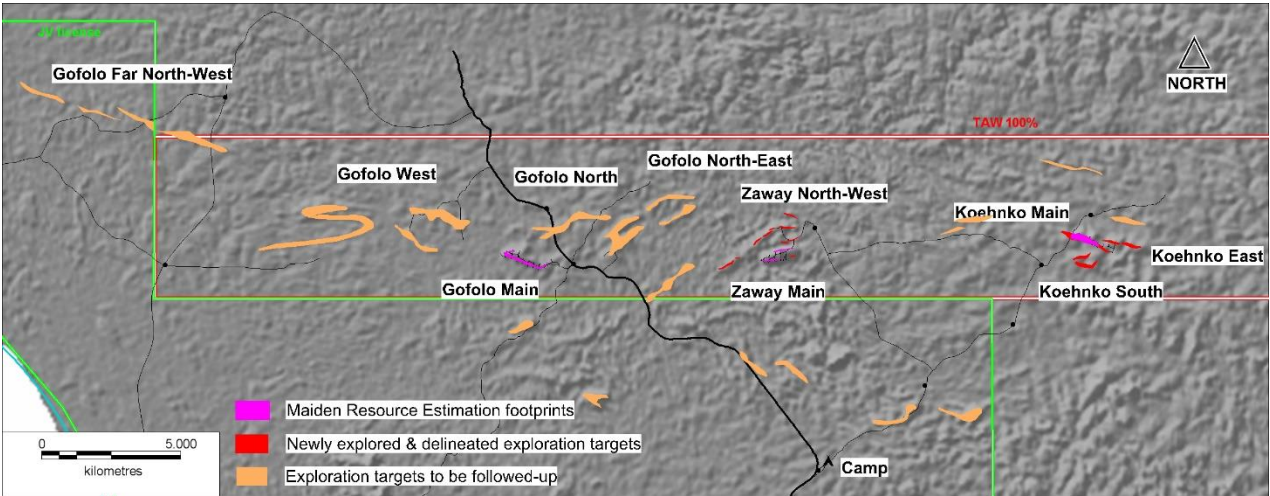 JV tenance
Gofolo Far North-West
NORTH
TAW 100%
Gofolo North-East
Gofolo West
Gofolo North
Zaway North-West
Koehnko Main
Koehnko East
Gofolo Main
Zaway Main
Koehnko South
Maiden Resource Estimation footprints
Newly explored & delineated exploration targets
Exploration targets to be followed-up
0
5.000
kilometres
Camp